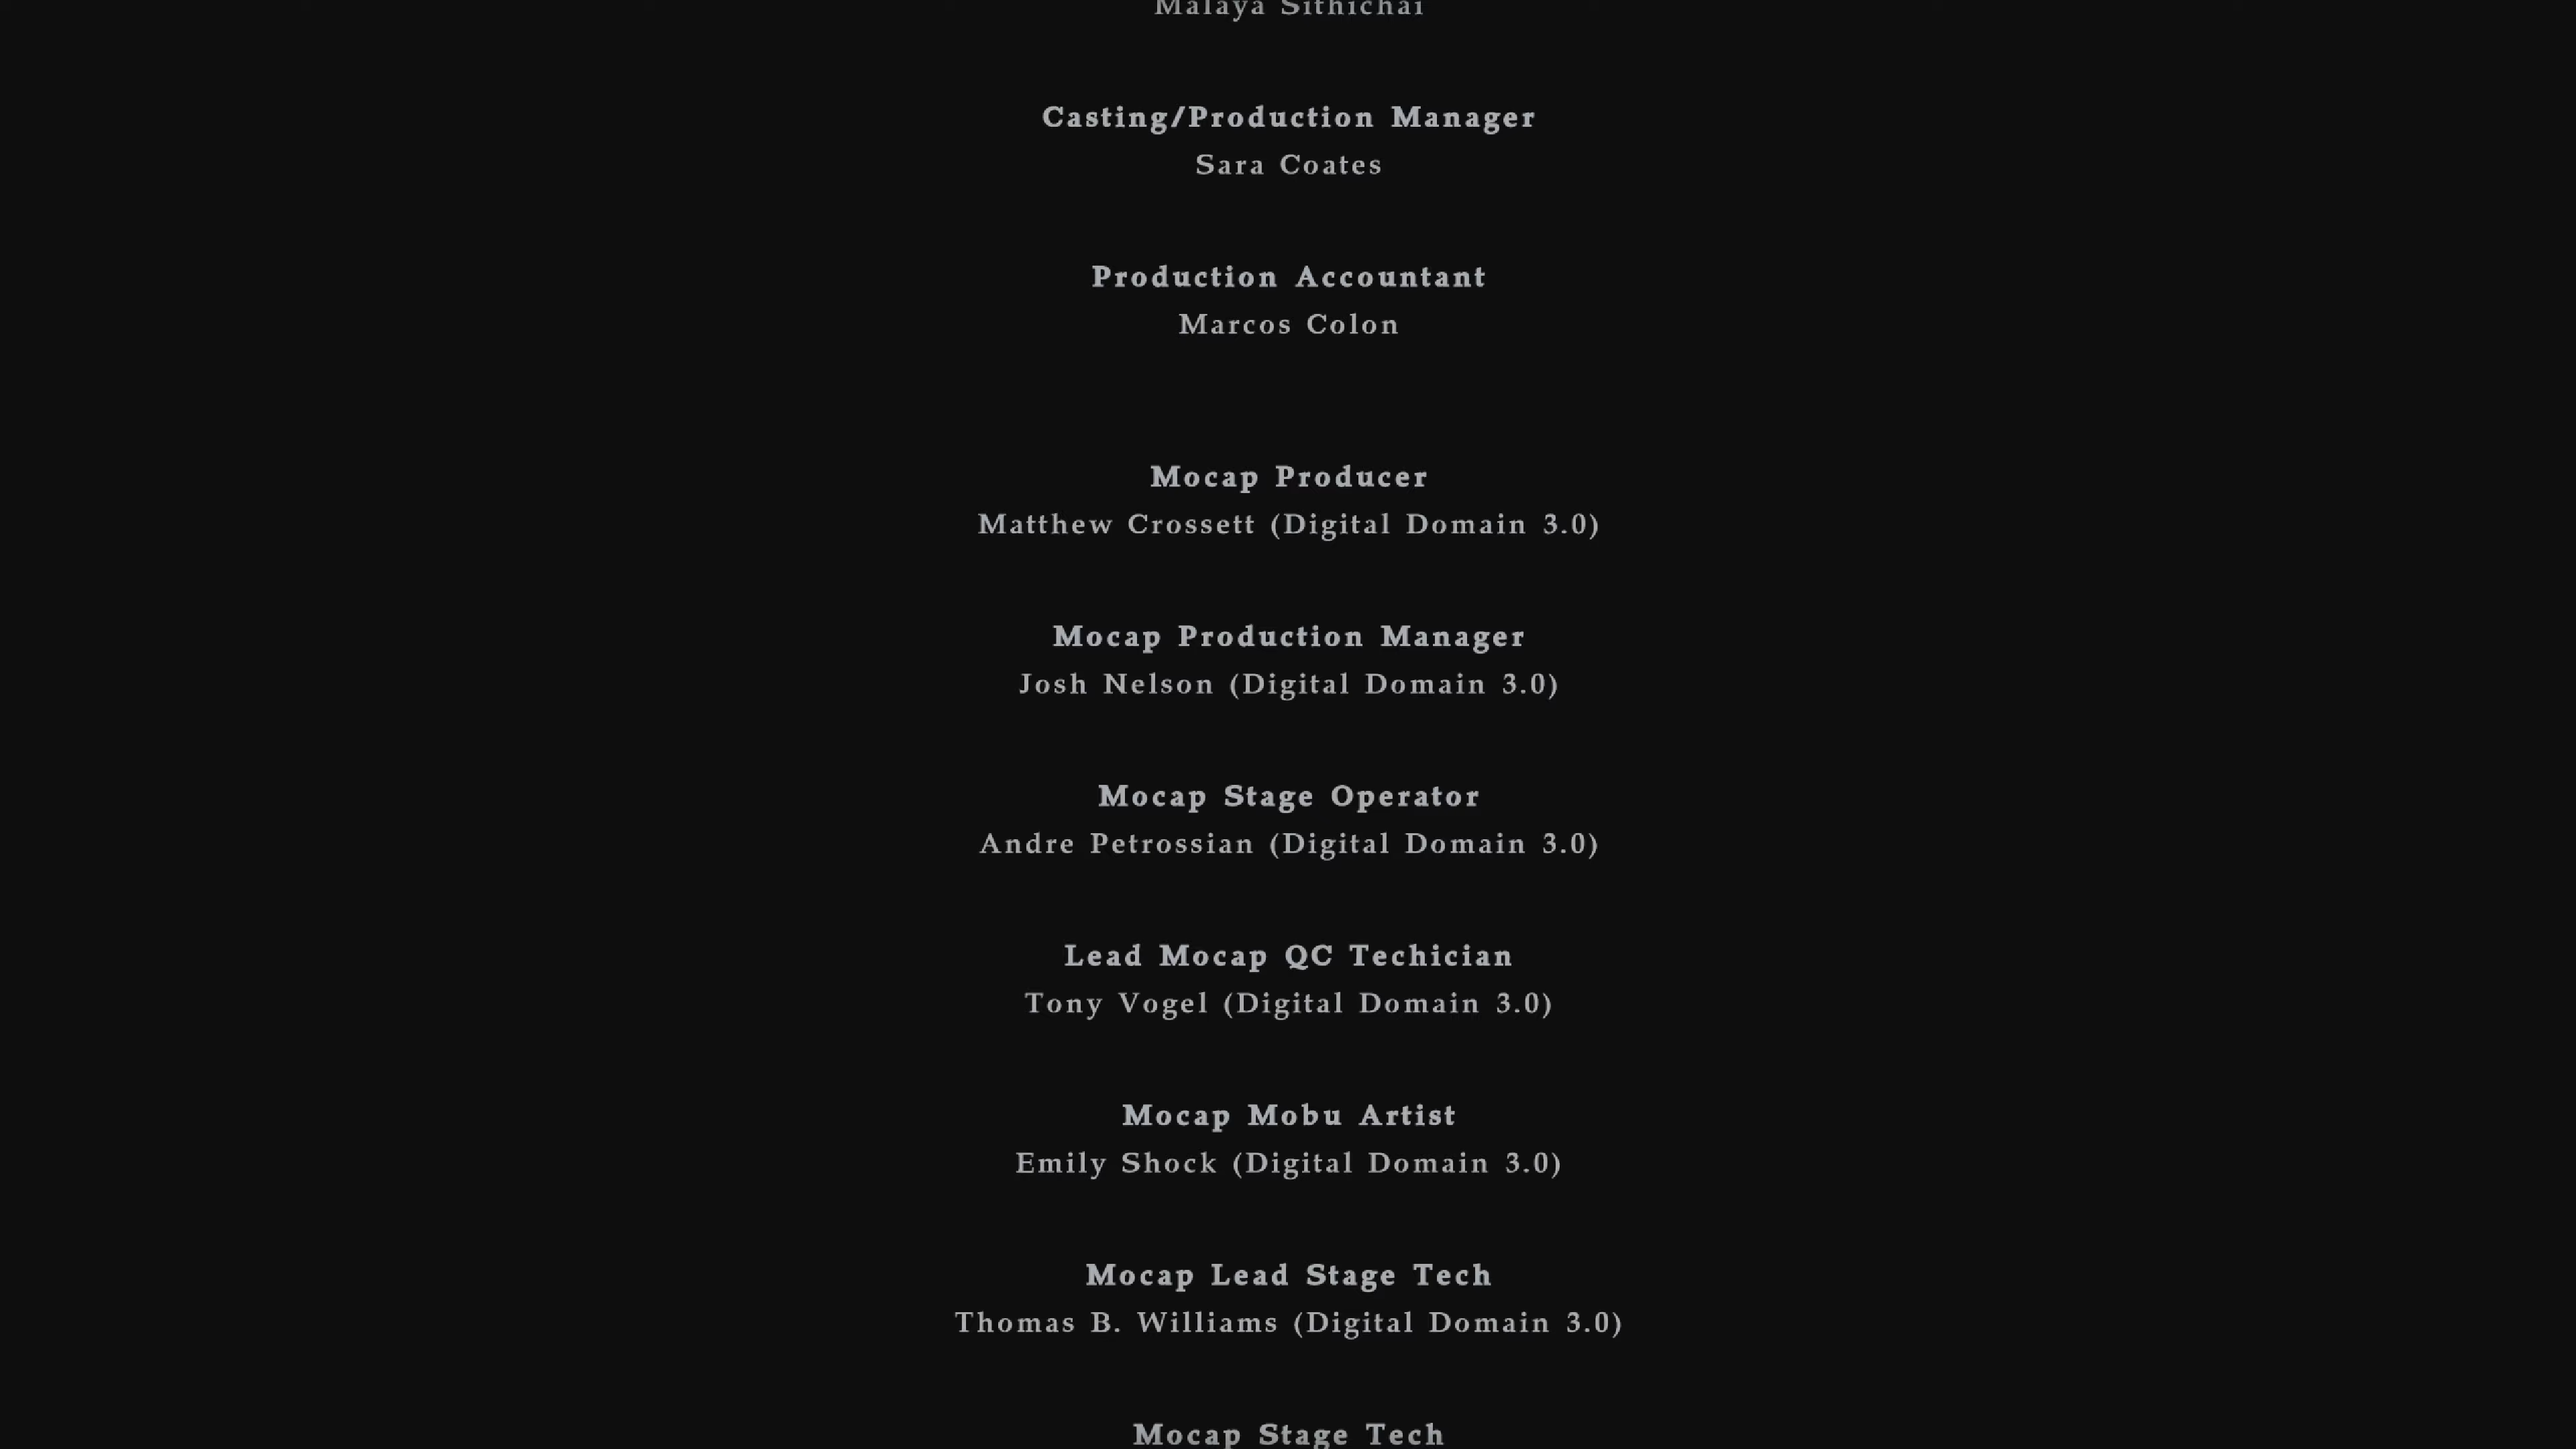 Malaya Sithichai
Casting/Production Manager
Sara Coates
Production Accountant
Marcos Colon
Mocap Producer
Matthew Crossett (Digital Domain 3.0)
Mocap Production Manager
Josh Nelson (Digital Domain 3.0)
Mocap Stage Operator
Andre Petrossian (Digital Domain 3.0)
Lead Mocap QC Techician
Tony Vogel (Digital Domain 3.0)
Mocap Mobu Artist
Emily Shock (Digital Domain 3.0)
Mocap Lead Stage Tech
Thomas B. Williams (Digital Domain 3.0)
Mocap Stage Tech